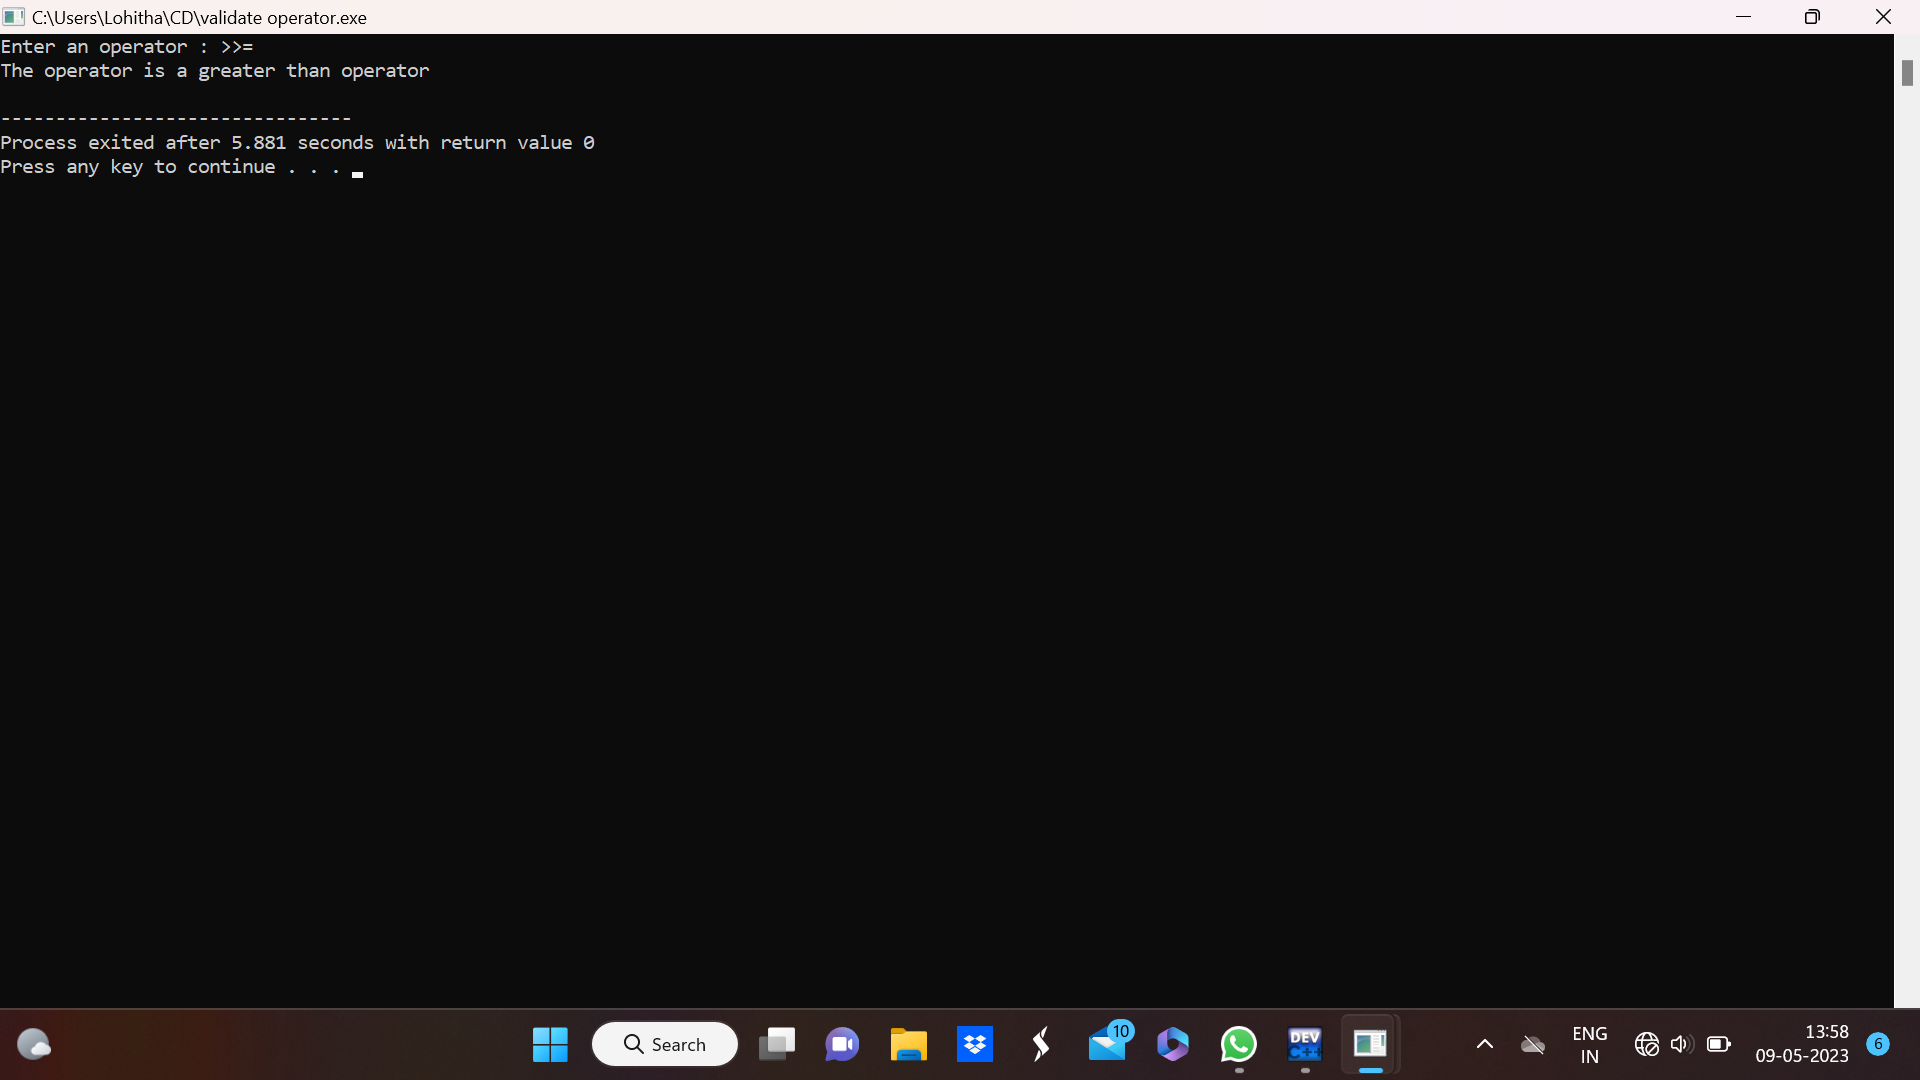 C:\Users\Lohitha\CD\validate operator.exe
Enter an operator : >>=
The operator is a greater than operator
--------------------------------
Process exited after 5.881 seconds with return value 0
Press any key to continue . . .
Search
10
DEV
C++
ENG
IN
13:58
09-05-2023
6